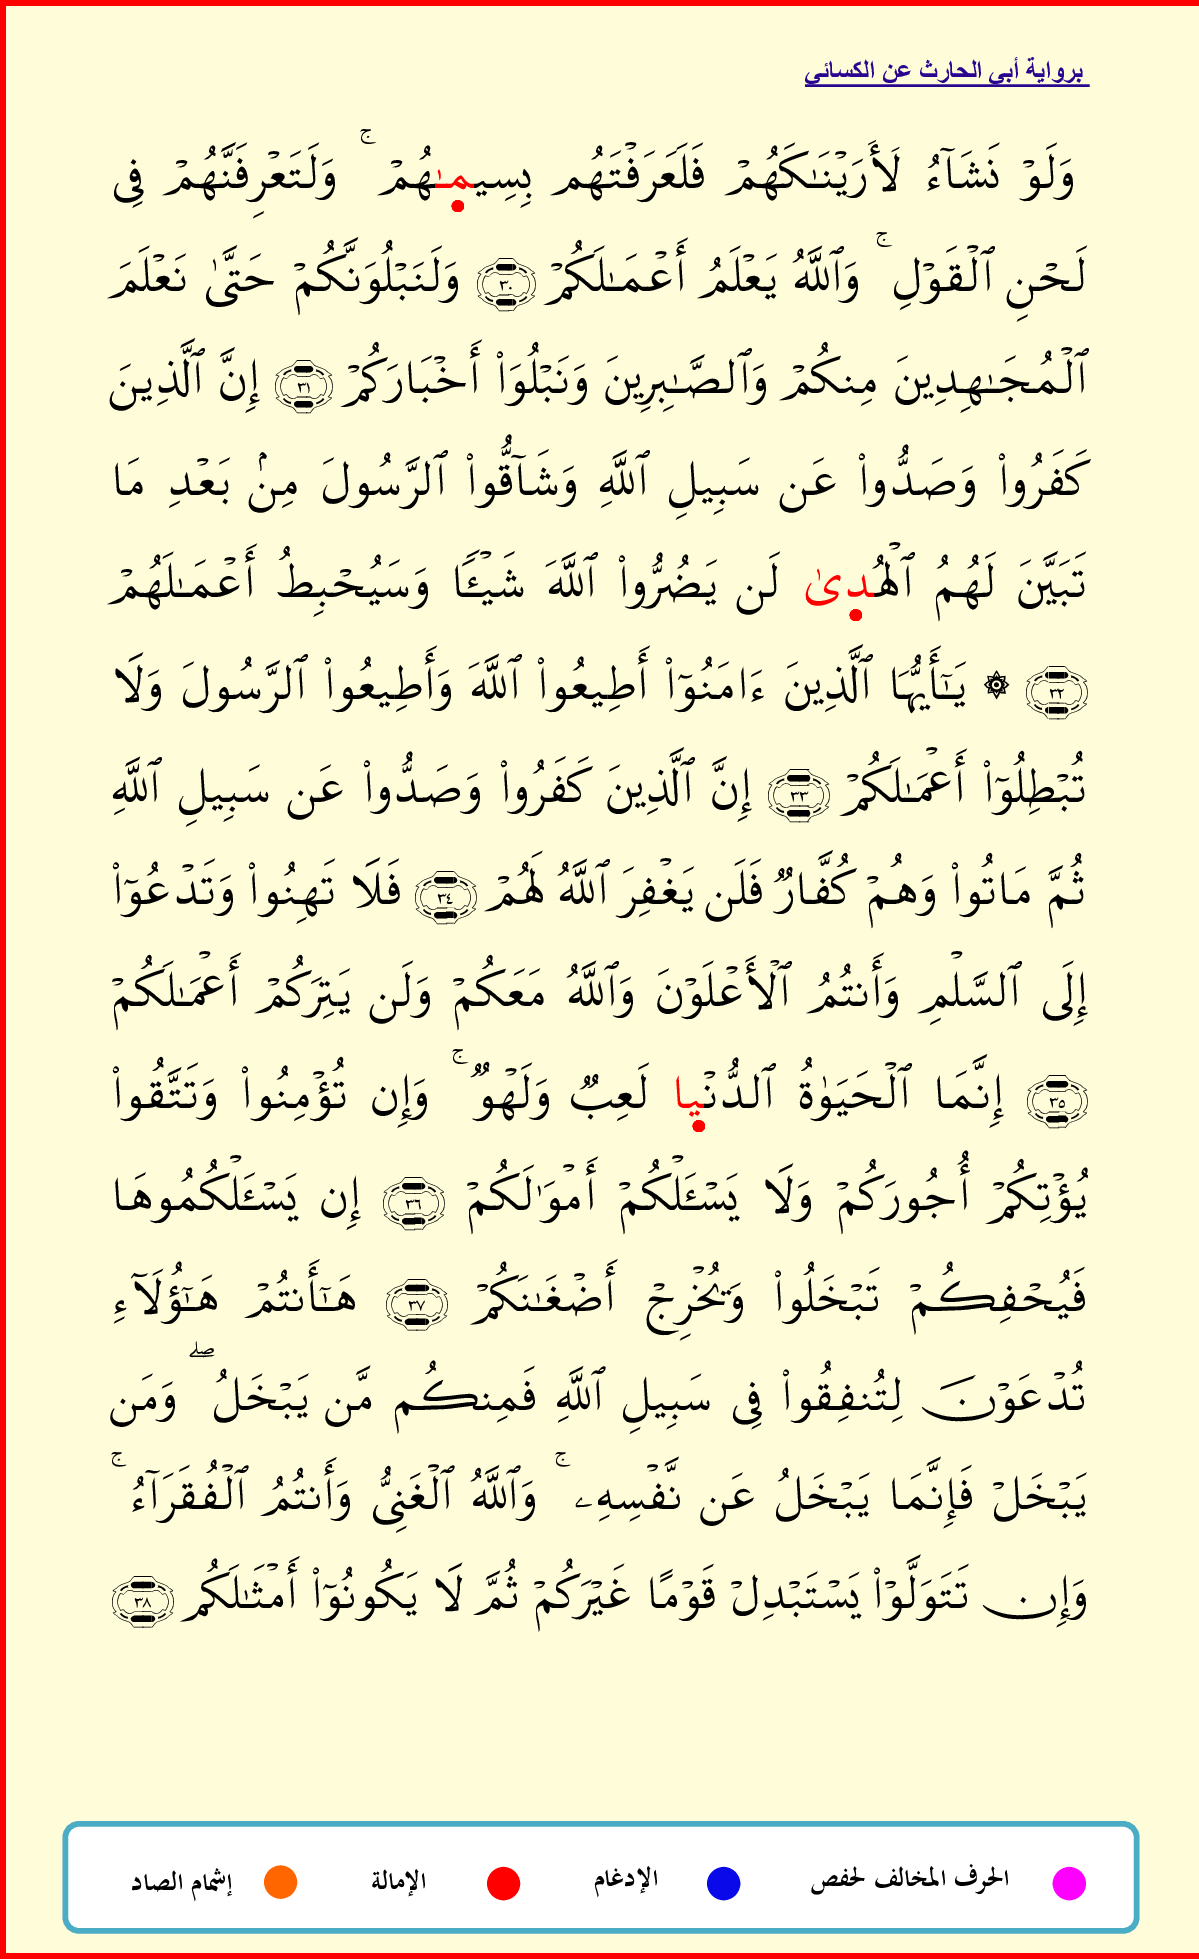 برواية أبي الحارث عن الكسائي
وَلَوۡ نَشَآءُ لَأَرَيۡنَٰكَهُمۡ فَلَعَرَفۡتَهُم بِسِيمَٰهُمۡۚ وَلَتَعۡرِفَنَّهُمۡ فِي
لَحۡنِ ٱلۡقَوۡلِۚ وَٱللَّهُ يَعۡلَمُ أَعۡمَٰلَكُمۡ ٣٠ وَلَنَبۡلُوَنَّكُمۡ حَتَّىٰ نَعۡلَمَ
ٱلۡمُجَٰهِدِينَ مِنكُمۡ وَٱلصَّٰبِرِينَ وَنَبۡلُوَاْ أَخۡبَارَكُمۡ ٣١ إِنَّ ٱلَّذِينَ
كَفَرُواْ وَصَدُّواْ عَن سَبِيلِ ٱللَّهِ وَشَآقُّواْ ٱلرَّسُولَ مِنۢ بَعۡدِ مَا
تَبَيَّنَ لَهُمُ ٱلۡهُدىٰ لَن يَضُرُّواْ ٱللَّهَ شَيۡـٔٗا وَسَيُحۡبِطُ أَعۡمَٰلَهُمۡ
٣٢ ۞ يَٰٓأَيُّهَا ٱلَّذِينَ ءَامَنُوٓاْ أَطِيعُواْ ٱللَّهَ وَأَطِيعُواْ ٱلرَّسُولَ وَلَا
تُبۡطِلُوٓاْ أَعۡمَٰلَكُمۡ ٣٣ إِنَّ ٱلَّذِينَ كَفَرُواْ وَصَدُّواْ عَن سَبِيلِ ٱللَّهِ
ثُمَّ مَاتُواْ وَهُمۡ كُفَّارٞ فَلَن يَغۡفِرَ ٱللَّهُ لَهُمۡ ٣٤ فَلَا تَهِنُواْ وَتَدۡعُوٓاْ
إِلَى ٱلسَّلۡمِ وَأَنتُمُ ٱلۡأَعۡلَوۡنَ وَٱللَّهُ مَعَكُمۡ وَلَن يَتِرَكُمۡ أَعۡمَٰلَكُمۡ
٣٥ إِنَّمَا ٱلۡحَيَوٰةُ ٱلدُّنۡيا لَعِبٞ وَلَهۡوٞۚ وَإِن تُؤۡمِنُواْ وَتَتَّقُواْ
يُؤۡتِكُمۡ أُجُورَكُمۡ وَلَا يَسۡـَٔلۡكُمۡ أَمۡوَٰلَكُمۡ ٣٦ إِن يَسۡـَٔلۡكُمُوهَا
فَيُحۡفِكُمۡ تَبۡخَلُواْ وَيُخۡرِجۡ أَضۡغَٰنَكُمۡ ٣٧ هَٰٓأَنتُمۡ هَٰٓؤُلَآءِ
تُدۡعَوۡنَ لِتُنفِقُواْ فِي سَبِيلِ ٱللَّهِ فَمِنكُم مَّن يَبۡخَلُۖ وَمَن
يَبۡخَلۡ فَإِنَّمَا يَبۡخَلُ عَن نَّفۡسِهِۦۚ وَٱللَّهُ ٱلۡغَنِيُّ وَأَنتُمُ ٱلۡفُقَرَآءُۚ
وَإِن تَتَوَلَّوۡاْ يَسۡتَبۡدِلۡ قَوۡمًا غَيۡرَكُمۡ ثُمَّ لَا يَكُونُوٓاْ أَمۡثَٰلَكُم ٣٨
الحرف المخالف لحفص الإدغام الإمالة إشمام الصاد